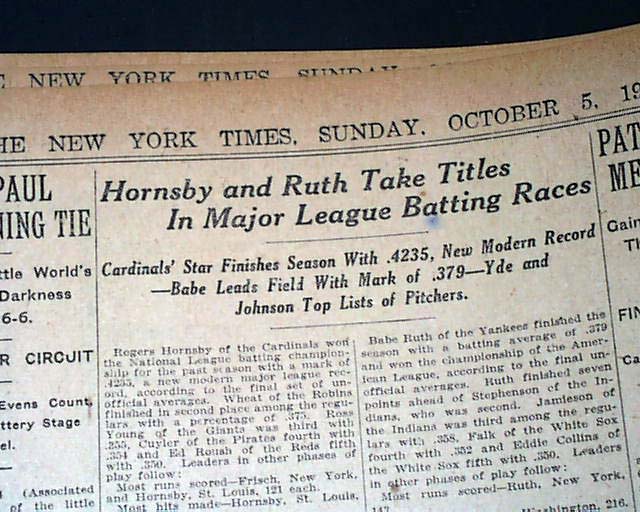 NEW YORK TIMES SUNDAY
THE NEW YORK TIMES, SUNDAY, OCTOBER 5, 19
PAUL
NING TIE
ttle World's
Darkness
6-6.
R CIRCUIT
Evens Count,
ttery Stage
el.
(Associated
of the little
Hornsby and Ruth Take Titles
In Major League Batting Races
Cardinals' Star Finishes Season With .4235, New Modern Record
—Babe Leads Field With Mark of .379—Yde and
Johnson Top Lists of Pitchers.
Rogers Hornsby of the Cardinals won
the National League batting champion-
ship for the past season with a mark of
.4235, a new modern major league rec-
ord, according to the final set of un-
official averages. Wheat of the Robins
finished in second place among the regu-
lars with a percentage of .375. Ross
Young of the Giants was third with
.355, Cuyler of the Pirates fourth with
.354 and Ed Roush of the Reds fifth
with .350. Leaders in other phases of
play follow:
Most runs scored—Frisch, New York,
and Hornsby, St. Louis, 121 each.
Most hits made—Hornsby, St. Louis,
Babe Ruth of the Yankees finished the
season with a batting average of .379
and won the championship of the Amer-
ican League, according to the final un-
official averages. Ruth finished seven
points ahead of Stephenson of the In-
dians, who was second. Jamieson of
the Indians was third among the regu-
lars with .358, Falk of the White Sox
fourth with .352 and Eddie Collins of
the White Sox fifth with .350. Leaders
in other phases of play follow:
Most runs scored—Ruth, New York,
Washington, 216.
PAT
ME
Gain
Th
FIN
"Ca